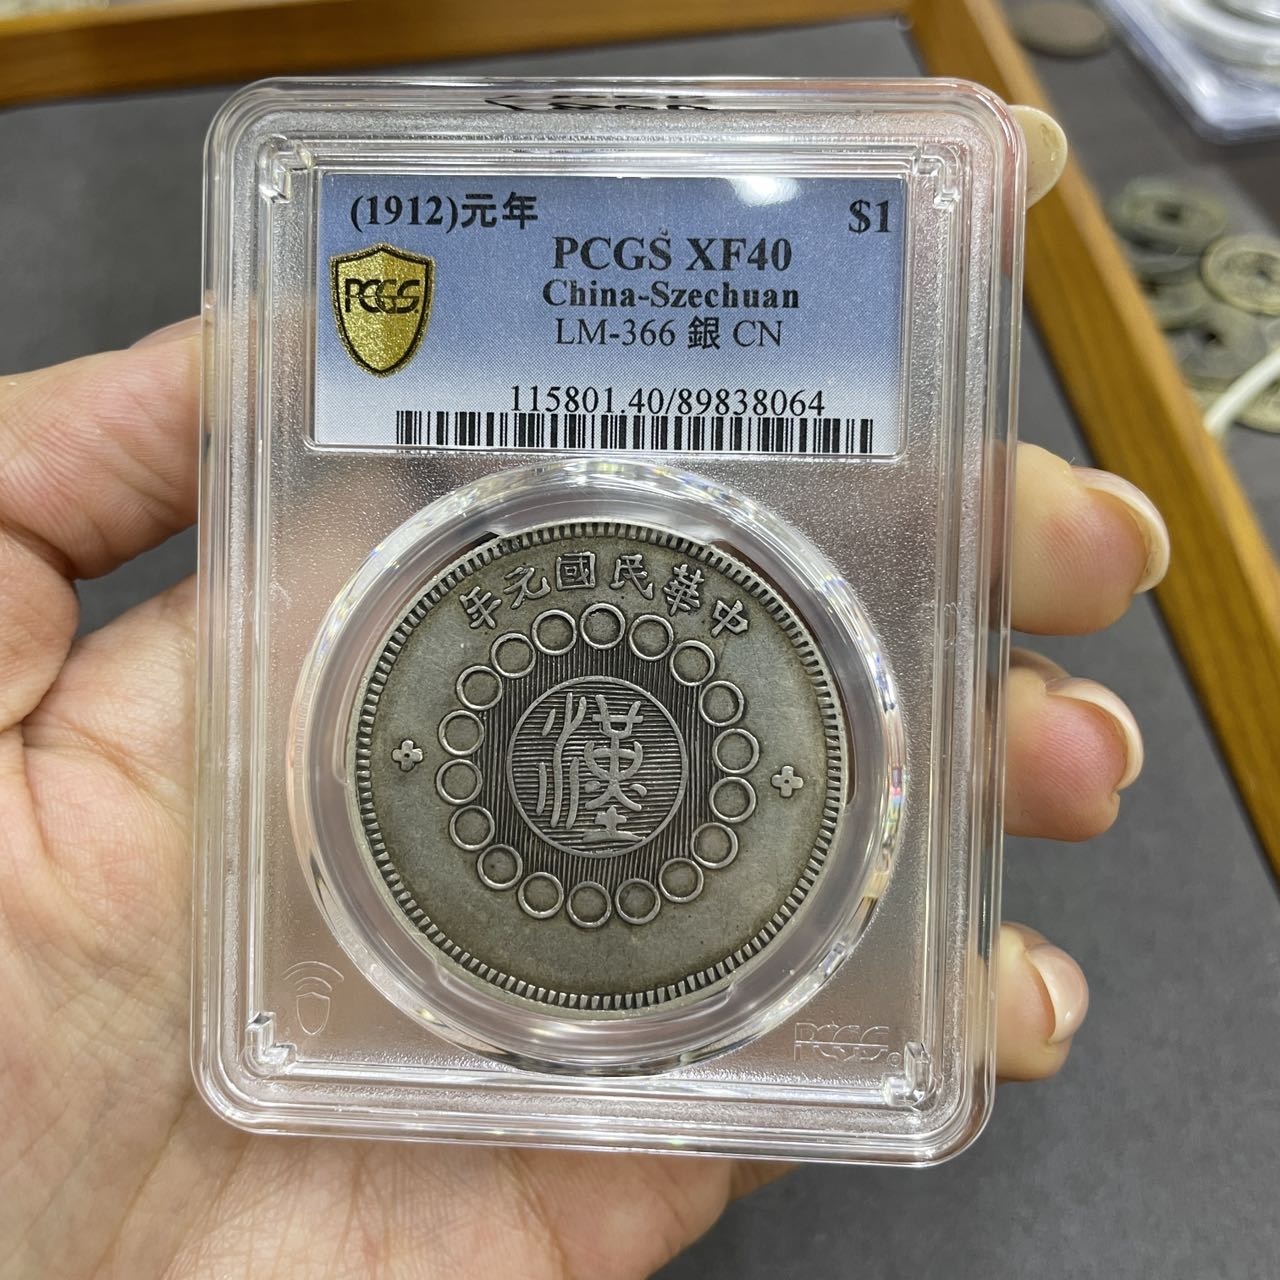 (1912)元年 $1
PCGS XF40
China-Szechuan
LM-366 銀 CN
115801.40/89838064
PCGS
中華民國元年
漢
PCGS